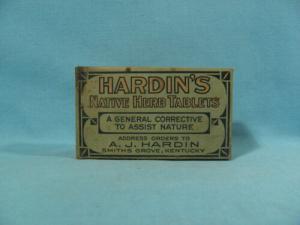 HARDIN'S
NATIVE HERB TABLETS
A GENERAL CORRECTIVE
TO ASSIST NATURE
ADDRESS ORDERS TO
A. J. HARDIN
SMITHS GROVE, KENTUCKY